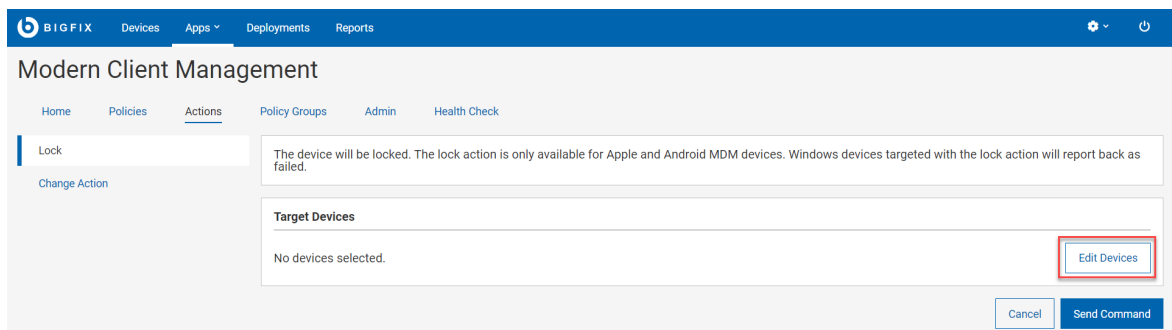 BIGFIX Devices Apps Deployments Reports
Modern Client Management
Home Policies Actions Policy Groups Admin Health Check
Lock
Change Action
The device will be locked. The lock action is only available for Apple and Android MDM devices. Windows devices targeted with the lock action will report back as
failed.
Target Devices
No devices selected.
Edit Devices
Cancel Send Command